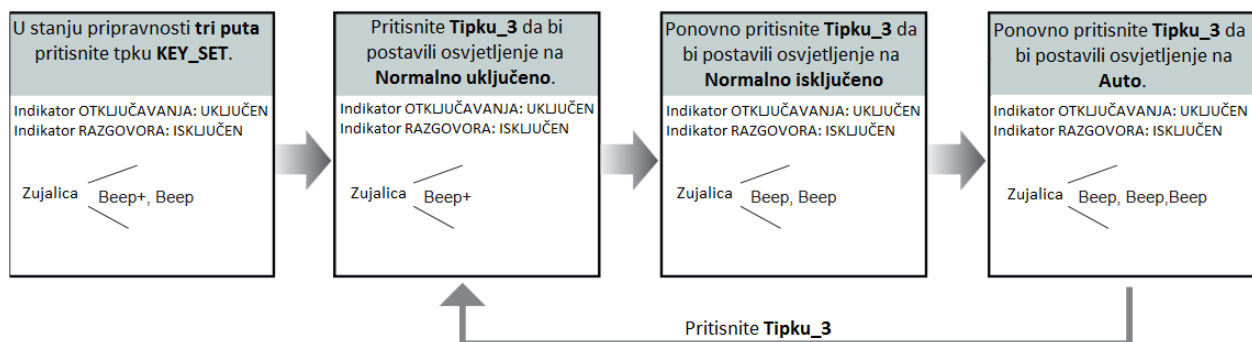 U stanju pripravnosti tri puta
pritisnite tpku KEY_SET.
Indikator OTKLJUČAVANJA: UKLJUČEN
Indikator RAZGOVORA: ISKLJUČEN
Zujalica
Beep+, Beep
Pritisnite Tipku_3 da bi
postavili osvjetljenje na
Normalno uključeno.
Indikator OTKLJUČAVANJA: UKLJUČEN
Indikator RAZGOVORA: ISKLJUČEN
Zujalica
Beep+
Ponovno pritisnite Tipku_3 da
bi postavili osvjetljenje na
Normalno isključeno
Indikator OTKLJUČAVANJA: UKLJUČEN
Indikator RAZGOVORA: ISKLJUČEN
Zujalica
Beep, Beep
Ponovno pritisnite Tipku_3 da
bi postavili osvjetljenje na
Auto.
Indikator OTKLJUČAVANJA: UKLJUČEN
Indikator RAZGOVORA: ISKLJUČEN
Zujalica
Beep, Beep,Beep
Pritisnite Tipku_3